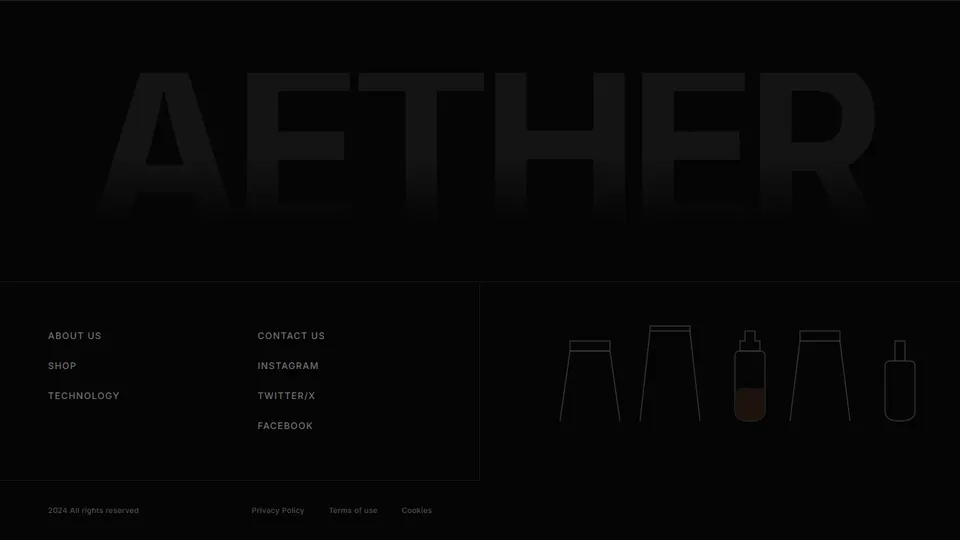 AETHER
ABOUT US
SHOP
TECHNOLOGY
CONTACT US
INSTAGRAM
TWITTER/X
FACEBOOK
2024 All rights reserved
Privacy Policy
Terms of use
Cookies